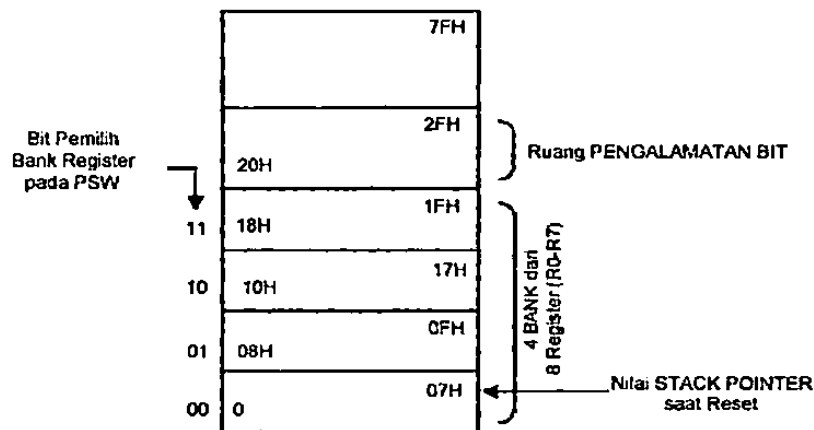 7FH
2FH
Bit Pemilih
Bank Register
pada PSW
20H
Ruang PENGALAMATAN BIT
1FH
11 18H
17H
10 10H
4 BANK dari
8 Register (R0-R7)
0FH
01 08H
07H
Nilai STACK POINTER
saat Reset
00 0